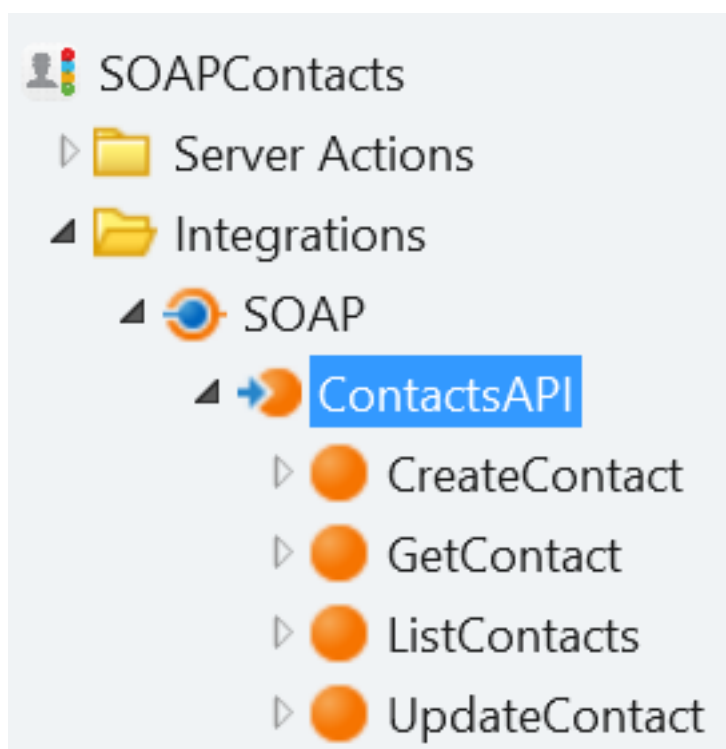 SOAPContacts
Server Actions
Integrations
SOAP
ContactsAPI
CreateContact
GetContact
ListContacts
UpdateContact